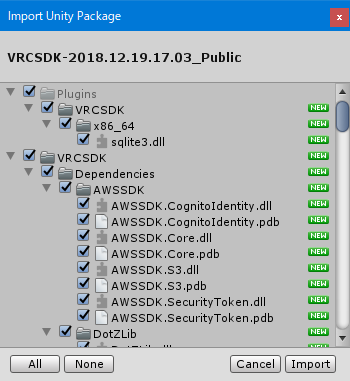 Import Unity Package
VRCSDK-2018.12.19.17.03_Public
Plugins
VRCSDK NEW
x86_64 NEW
sqlite3.dll NEW
VRCSDK NEW
Dependencies NEW
AWSSDK NEW
AWSSDK.CognitoIdentity.dll NEW
AWSSDK.CognitoIdentity.pdb NEW
AWSSDK.Core.dll NEW
AWSSDK.Core.pdb NEW
AWSSDK.S3.dll NEW
AWSSDK.S3.pdb NEW
AWSSDK.SecurityToken.dll NEW
AWSSDK.SecurityToken.pdb NEW
DotZLib NEW
All None Cancel Import